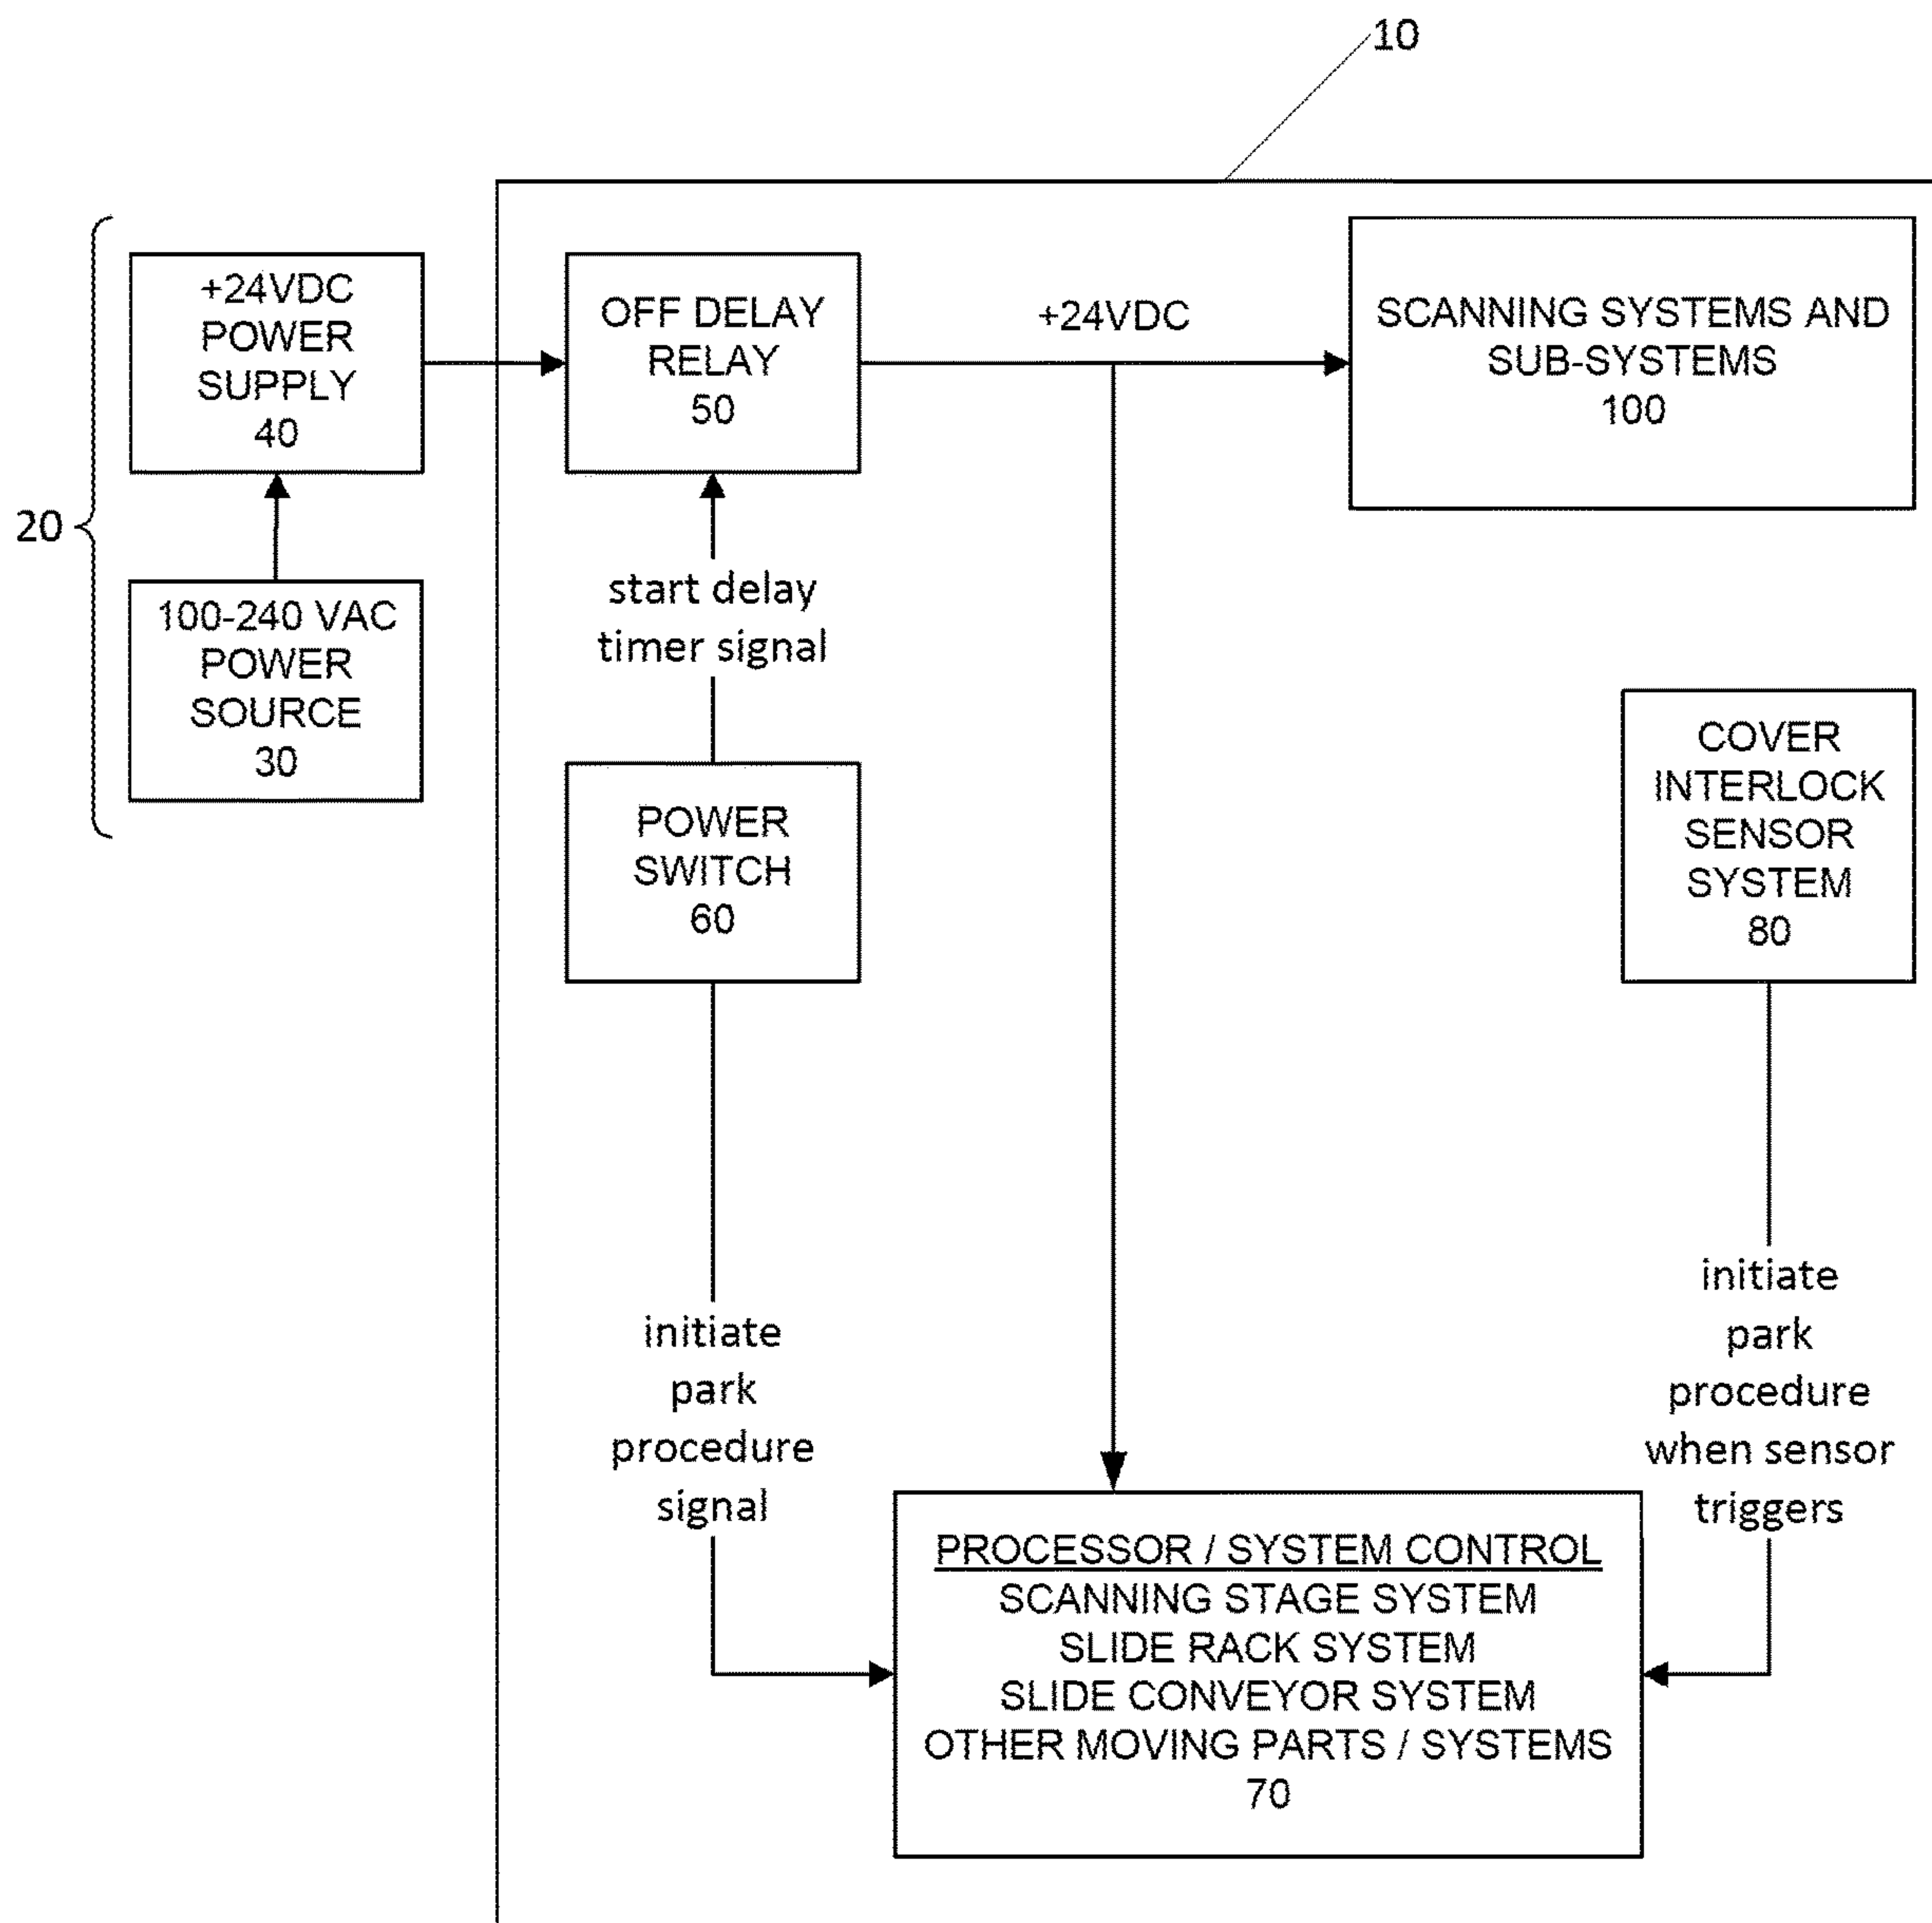 10
20
+24VDC
POWER
SUPPLY
40
100-240 VAC
POWER
SOURCE
30
OFF DELAY
RELAY
50
+24VDC
SCANNING SYSTEMS AND
SUB-SYSTEMS
100
start delay
timer signal
POWER
SWITCH
60
COVER
INTERLOCK
SENSOR
SYSTEM
80
initiate
park
procedure
signal
initiate
park
procedure
when sensor
triggers
PROCESSOR / SYSTEM CONTROL
SCANNING STAGE SYSTEM
SLIDE RACK SYSTEM
SLIDE CONVEYOR SYSTEM
OTHER MOVING PARTS / SYSTEMS
70